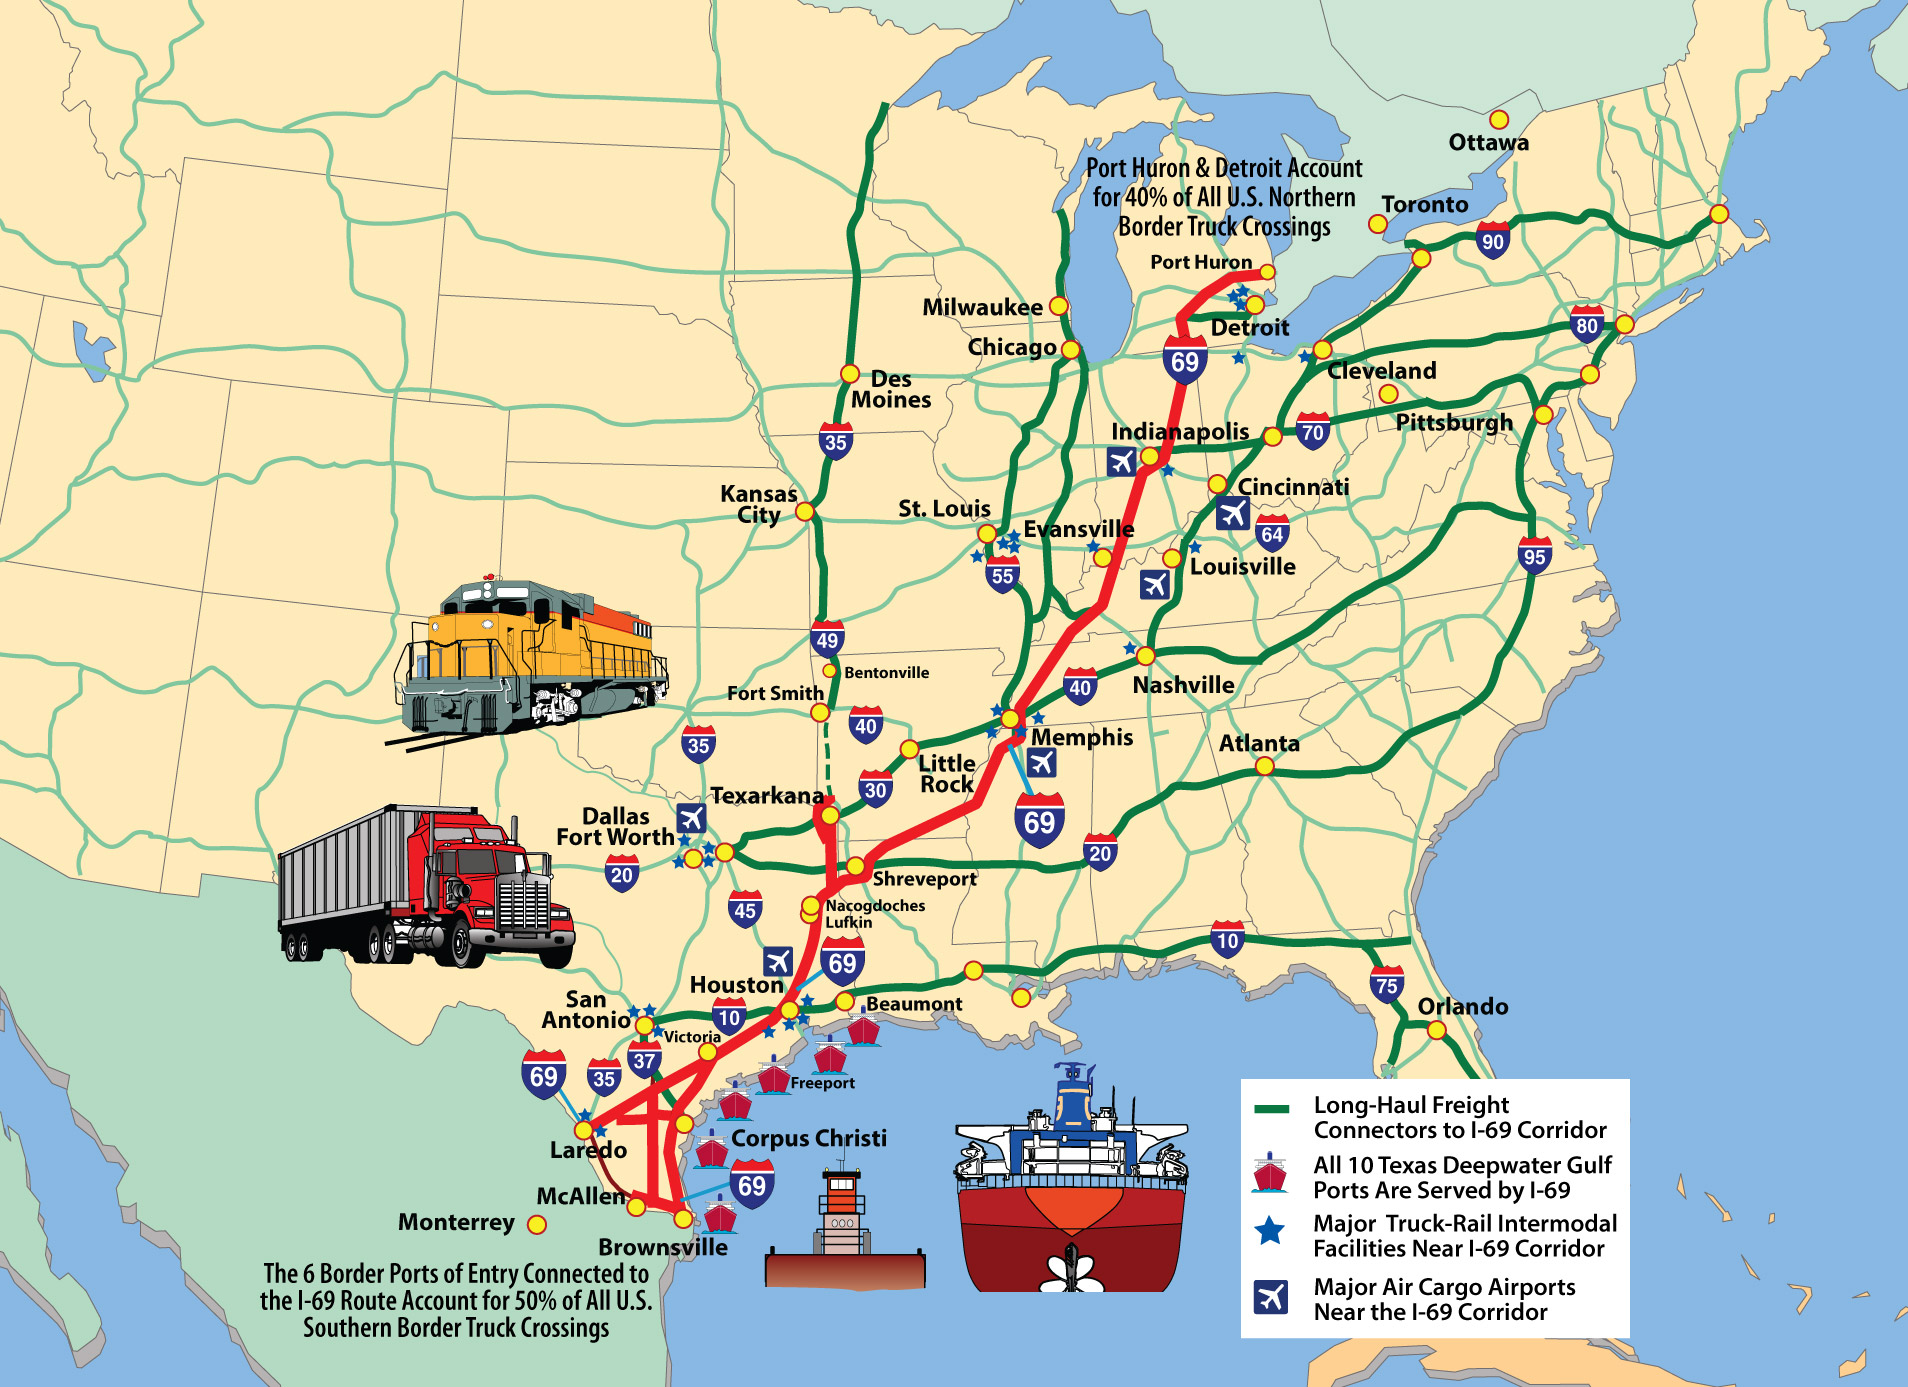 Ottawa
Port Huron & Detroit Account
for 40% of All U.S. Northern
Border Truck Crossings
Toronto
90
Port Huron
Milwaukee
Detroit
80
Chicago
69
Cleveland
Des
Moines
Pittsburgh
35
Indianapolis
70
Kansas
City
Cincinnati
St. Louis
Evansville
64
55
Louisville
95
49
Bentonville
Fort Smith
40
Nashville
40
35
Memphis
Atlanta
Little
Rock
30
Texarkana
69
Dallas
Fort Worth
20
20
Shreveport
45
Nacogdoches
Lufkin
69
10
Houston
75
San
Antonio
10
Beaumont
Orlando
Victoria
37
69
35
Freeport
Laredo
Corpus Christi
69
McAllen
Monterrey
Brownsville
The 6 Border Ports of Entry Connected to
the I-69 Route Account for 50% of All U.S.
Southern Border Truck Crossings
Long-Haul Freight
Connectors to I-69 Corridor
All 10 Texas Deepwater Gulf
Ports Are Served by I-69
Major Truck-Rail Intermodal
Facilities Near I-69 Corridor
Major Air Cargo Airports
Near the I-69 Corridor